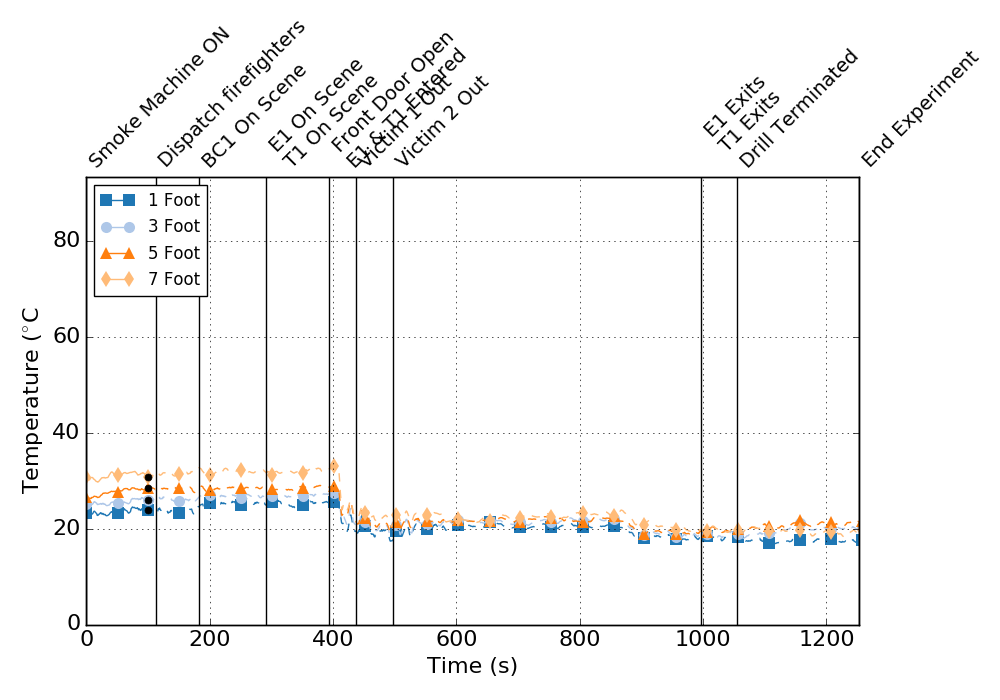 Smoke Machine ON
Dispatch firefighters
BC1 On Scene
E1 On Scene
T1 On Scene
Front Door Open
E1 & T1 Entered
Victim 1 Out
Victim 2 Out
E1 Exits
T1 Exits
Drill Terminated
End Experiment
1 Foot
3 Foot
5 Foot
7 Foot
80
60
40
20
0
Temperature (°C
0 200 400 600 800 1000 1200
Time (s)